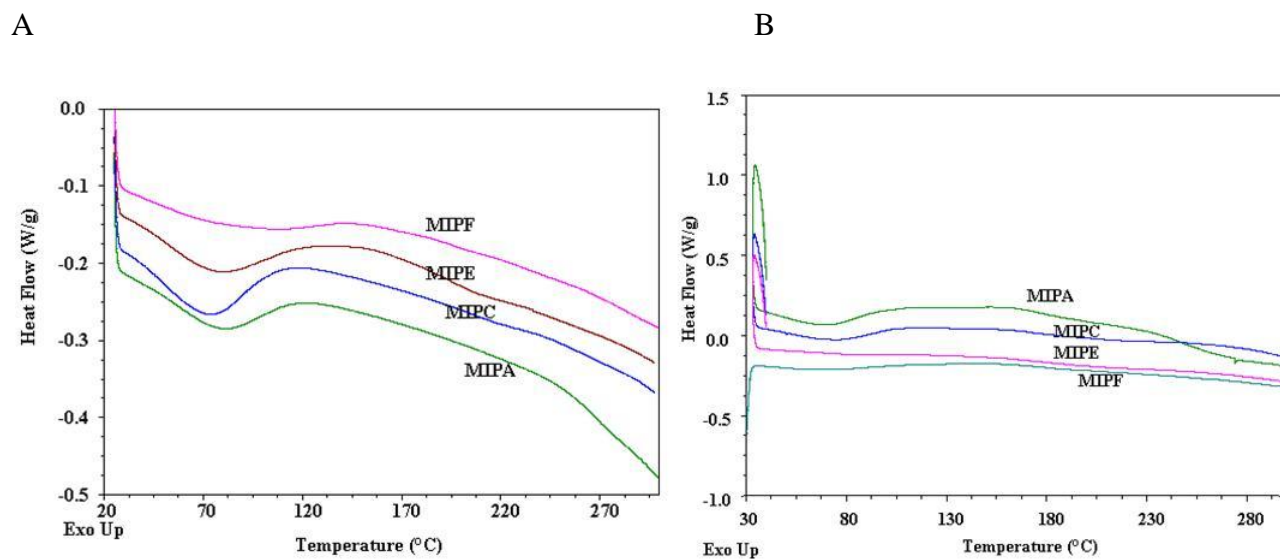 A
B
0.0
-0.1
-0.2
-0.3
-0.4
-0.5
Heat Flow (W/g)
MIPF
MIPE
MIPC
MIPA
20
70
120
170
220
270
Exo Up
Temperature (°C)
1.5
1.0
0.5
0.0
-0.5
-1.0
Heat Flow (W/g)
MIPA
MIPC
MIPE
MIPF
30
80
130
180
230
280
Exo Up
Temperature (°C)